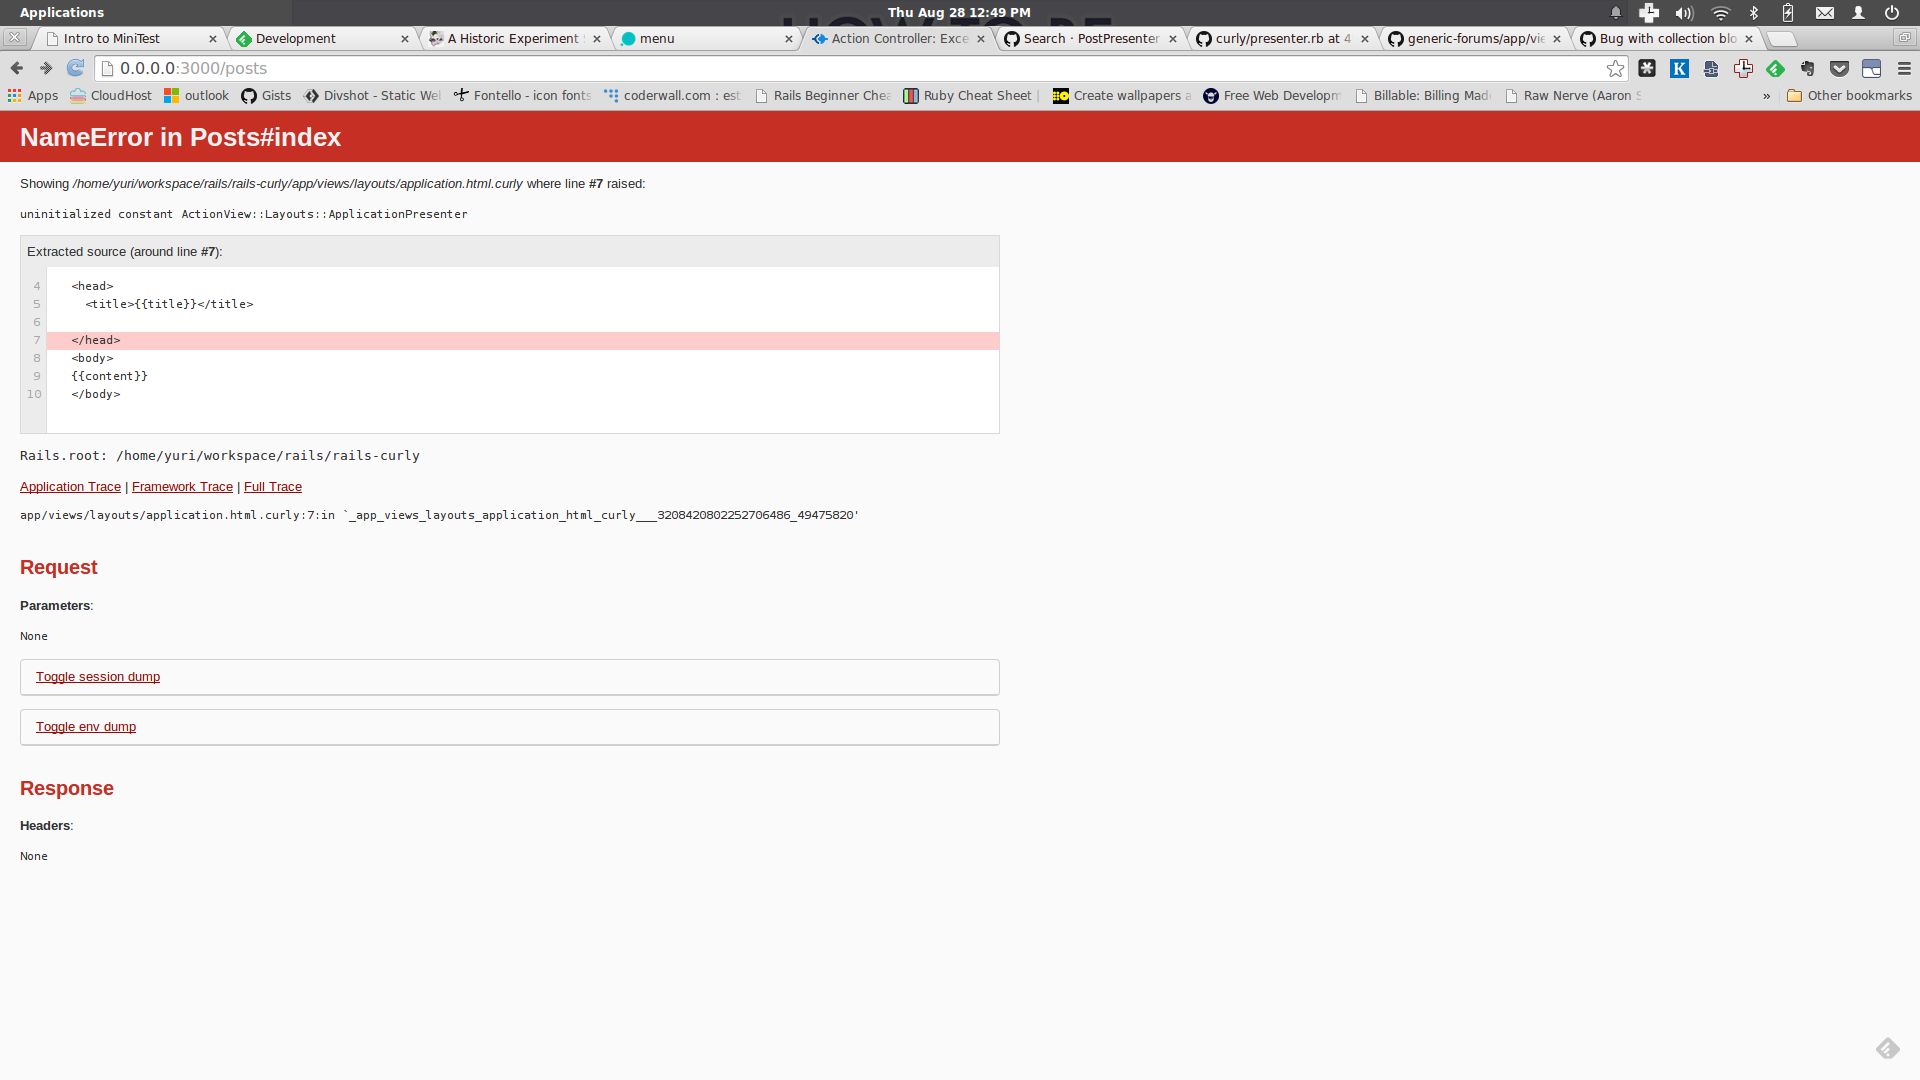 Applications
Thu Aug 28 12:49 PM
Intro to MiniTest
Development
A Historic Experiment
menu
Action Controller: Exce
Search · PostPresenter
curly/presenter.rb at 4
generic-forums/app/vie
Bug with collection blo
0.0.0.0:3000/posts
Apps
CloudHost
outlook
Gists
Divshot - Static We
Fontello - icon fonts
coderwall.com : est
Rails Beginner Che
Ruby Cheat Sheet |
Create wallpapers a
Free Web Developm
Billable: Billing Mad
Raw Nerve (Aaron S
»
Other bookmarks
NameError in Posts#index
Showing /home/yuri/workspace/rails/rails-curly/app/views/layouts/application.html.curly where line #7 raised:
uninitialized constant ActionView::Layouts::ApplicationPresenter
Extracted source (around line #7):
4 <head>
5 <title>{{title}}</title>
6
7 </head>
8 <body>
9 {{content}}
10 </body>
Rails.root: /home/yuri/workspace/rails/rails-curly
Application Trace | Framework Trace | Full Trace
app/views/layouts/application.html.curly:7:in `_app_views_layouts_application_html_curly___3208420802252706486_49475820'
Request
Parameters:
None
Toggle session dump
Toggle env dump
Response
Headers:
None